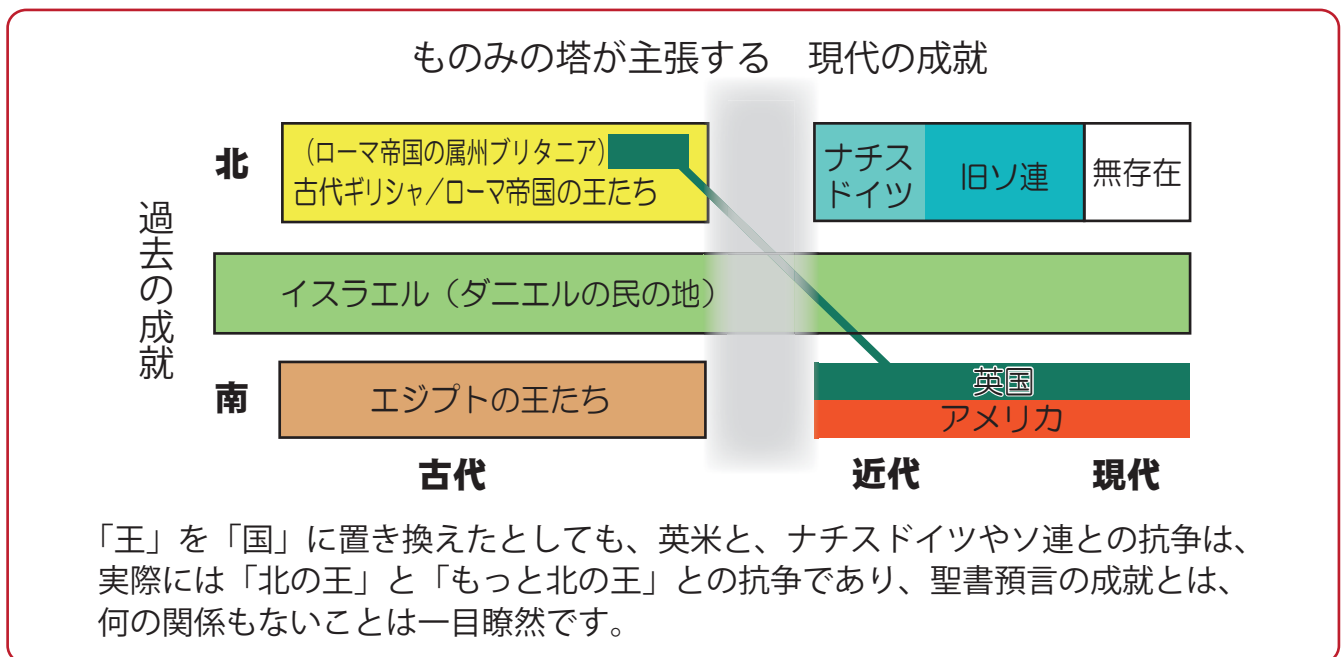 ものみの塔が主張する　現代の成就
過去の成就
北
（ローマ帝国の属州ブリタニア）
古代ギリシャ/ローマ帝国の王たち
ナチス
ドイツ
旧ソ連
無存在
イスラエル（ダニエルの民の地）
南
エジプトの王たち
英国
アメリカ
古代
近代
現代
「王」を「国」に置き換えたとしても、英米と、ナチスドイツやソ連との抗争は、
実際には「北の王」と「もっと北の王」との抗争であり、聖書預言の成就とは、
何の関係もないことは一目瞭然です。